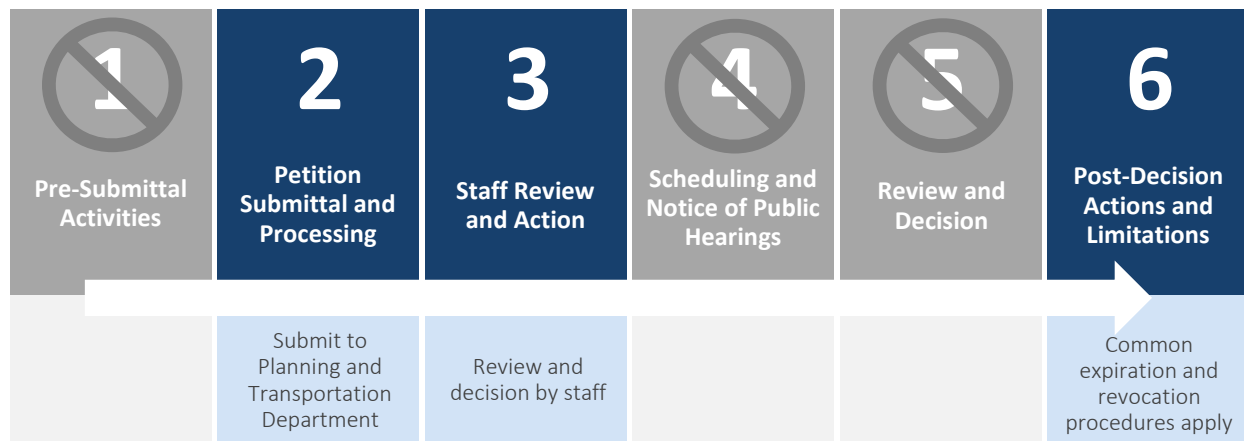 1
Pre-Submittal
Activities
2
Petition
Submittal and
Processing
Submit to
Planning and
Transportation
Department
3
Staff Review
and Action
Review and
decision by staff
4
Scheduling and
Notice of Public
Hearings
5
Review and
Decision
6
Post-Decision
Actions and
Limitations
Common
expiration and
revocation
procedures apply